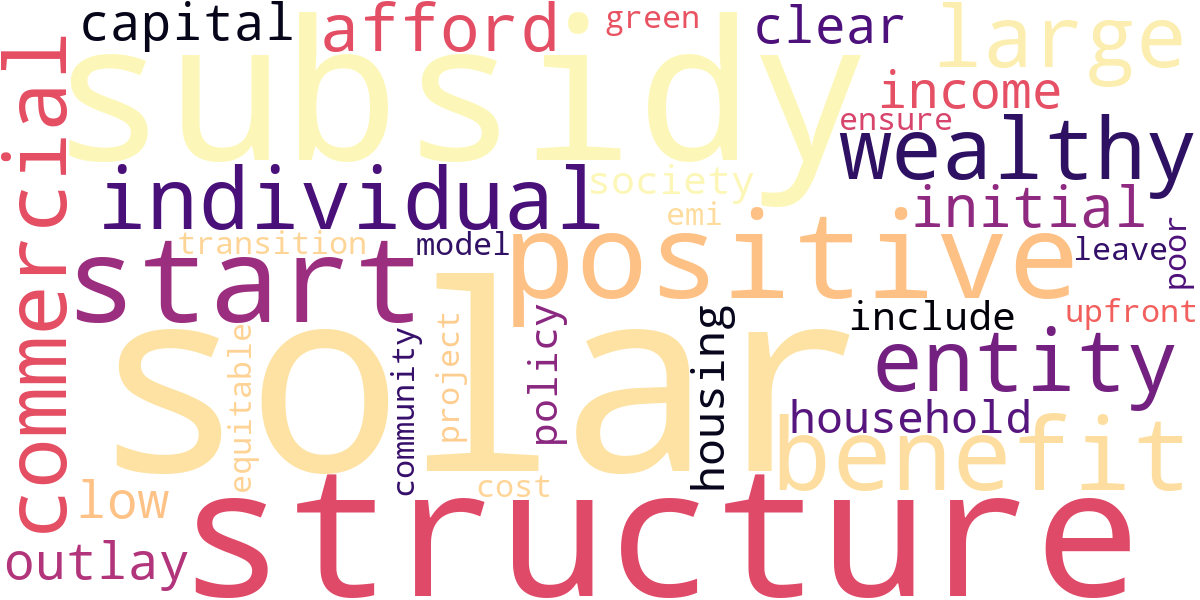 capital
afford
green
clear
large
subsidy
income
ensure
wealthy
commercial
individual
society
initial
emi
transition
model
positive
leave
poor
start
solar
include
upfront
entity
equitable
community
project
policy
housing
household
benefit
low
cost
structure
outlay